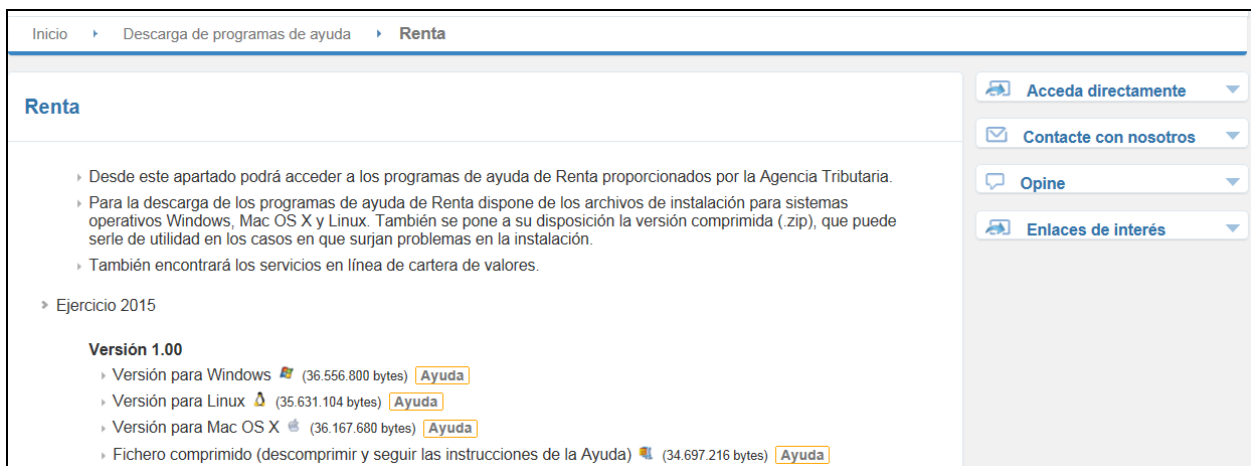 Inicio Descarga de programas de ayuda Renta
Renta
Desde este apartado podrá acceder a los programas de ayuda de Renta proporcionados por la Agencia Tributaria.
Para la descarga de los programas de ayuda de Renta dispone de los archivos de instalación para sistemas
operativos Windows, Mac OS X y Linux. También se pone a su disposición la versión comprimida (.zip), que puede
serle de utilidad en los casos en que surjan problemas en la instalación.
También encontrará los servicios en línea de cartera de valores.
Ejercicio 2015
Versión 1.00
Versión para Windows (36.556.800 bytes) Ayuda
Versión para Linux (35.631.104 bytes) Ayuda
Versión para Mac OS X (36.167.680 bytes) Ayuda
Fichero comprimido (descomprimir y seguir las instrucciones de la Ayuda) (34.697.216 bytes) Ayuda
Acceda directamente
Contacte con nosotros
Opine
Enlaces de interés